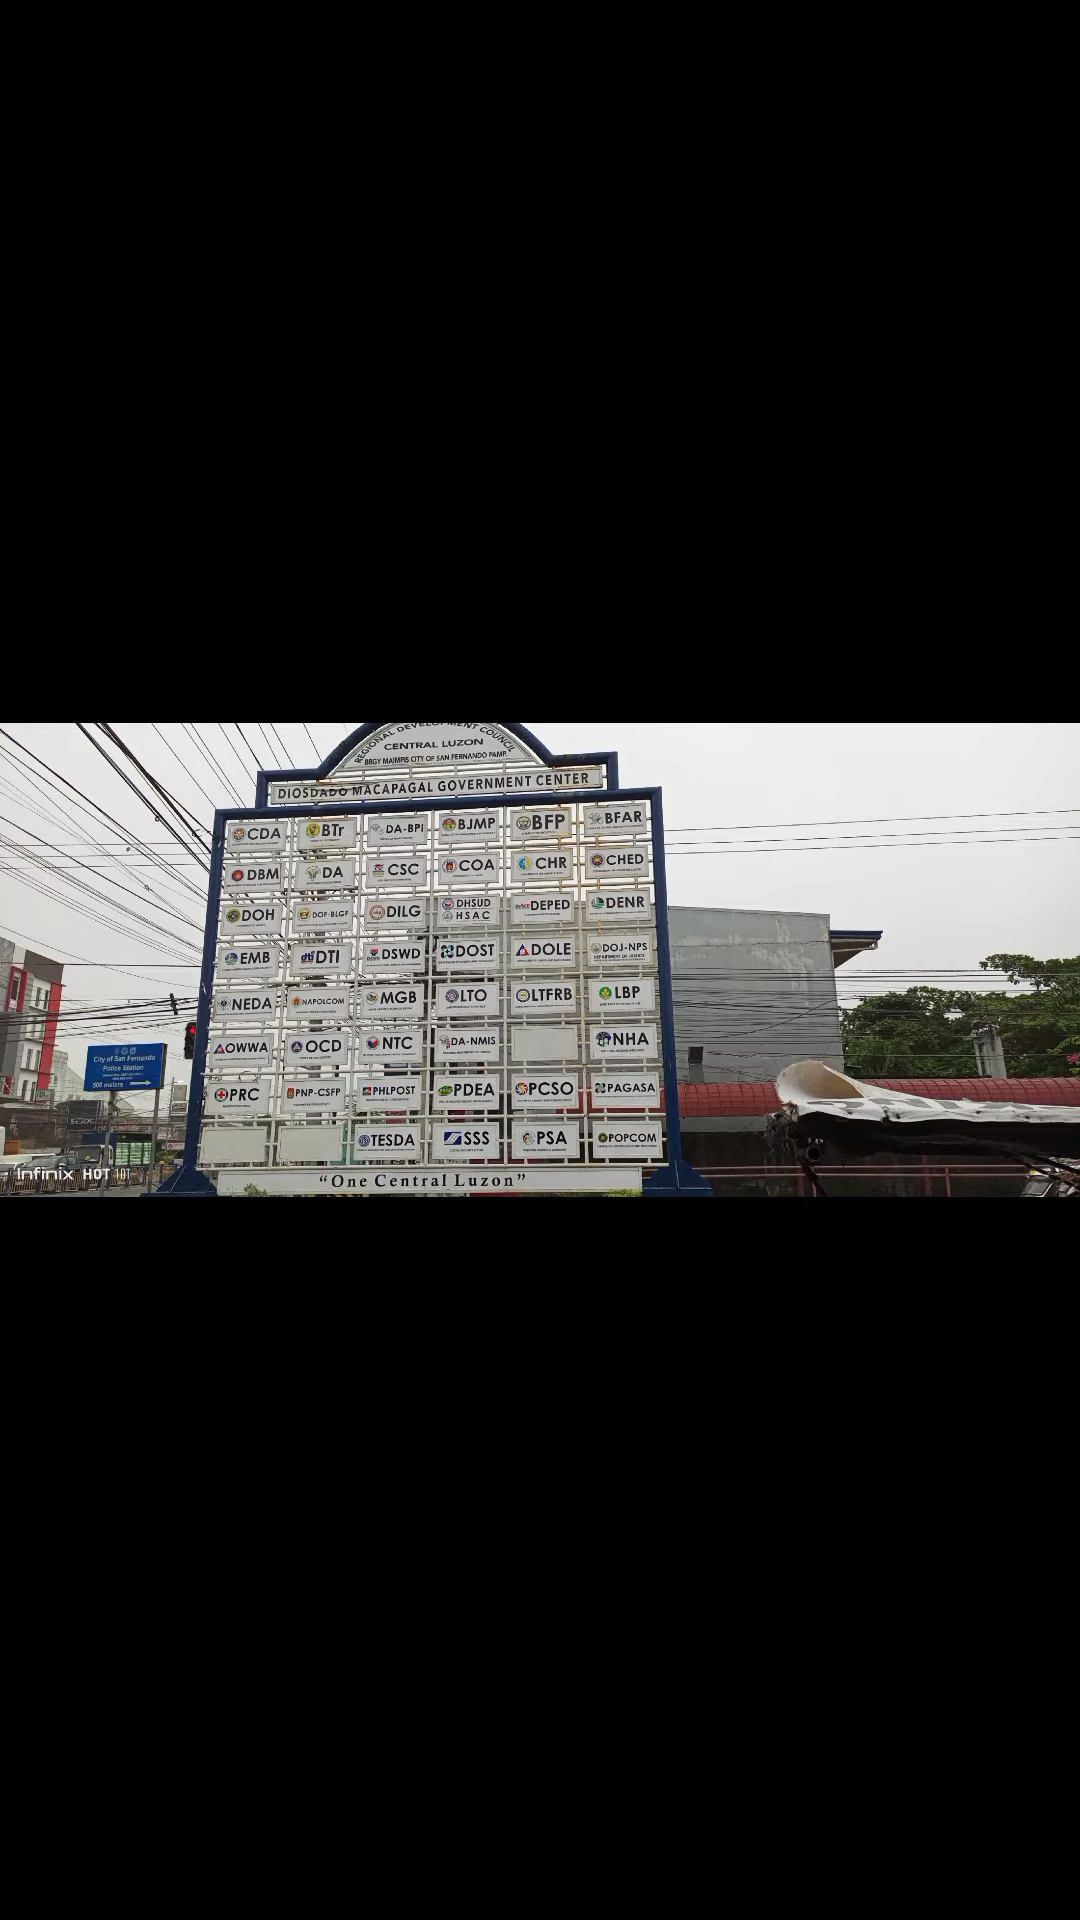 REGIONAL DEVELOPMENT COUNCIL
CENTRAL LUZON
BRGY MAIMPIS CITY OF SAN FERNANDO PAMP.
DIOSDADO MACAPAGAL GOVERNMENT CENTER
CDA BTr DA-BPI BJMP BFP BFAR
DBM DA CSC COA CHR CHED
DOH DOF-BLGF DILG DHSUD HSAC DEPED DENR
EMB DTI DSWD DOST DOLE DOJ-NPS
DEPARTMENT OF JUSTICE
NEDA NAPOLCOM MGB LTO LTFRB LBP
OWWA OCD NTC DA-NMIS NHA
PRC PNP-CSFP PHLPOST PDEA PCSO PAGASA
TESDA SSS PSA POPCOM
"One Central Luzon"
City of San Fernando
Police Station
500 meters
Infinix HOT 10T